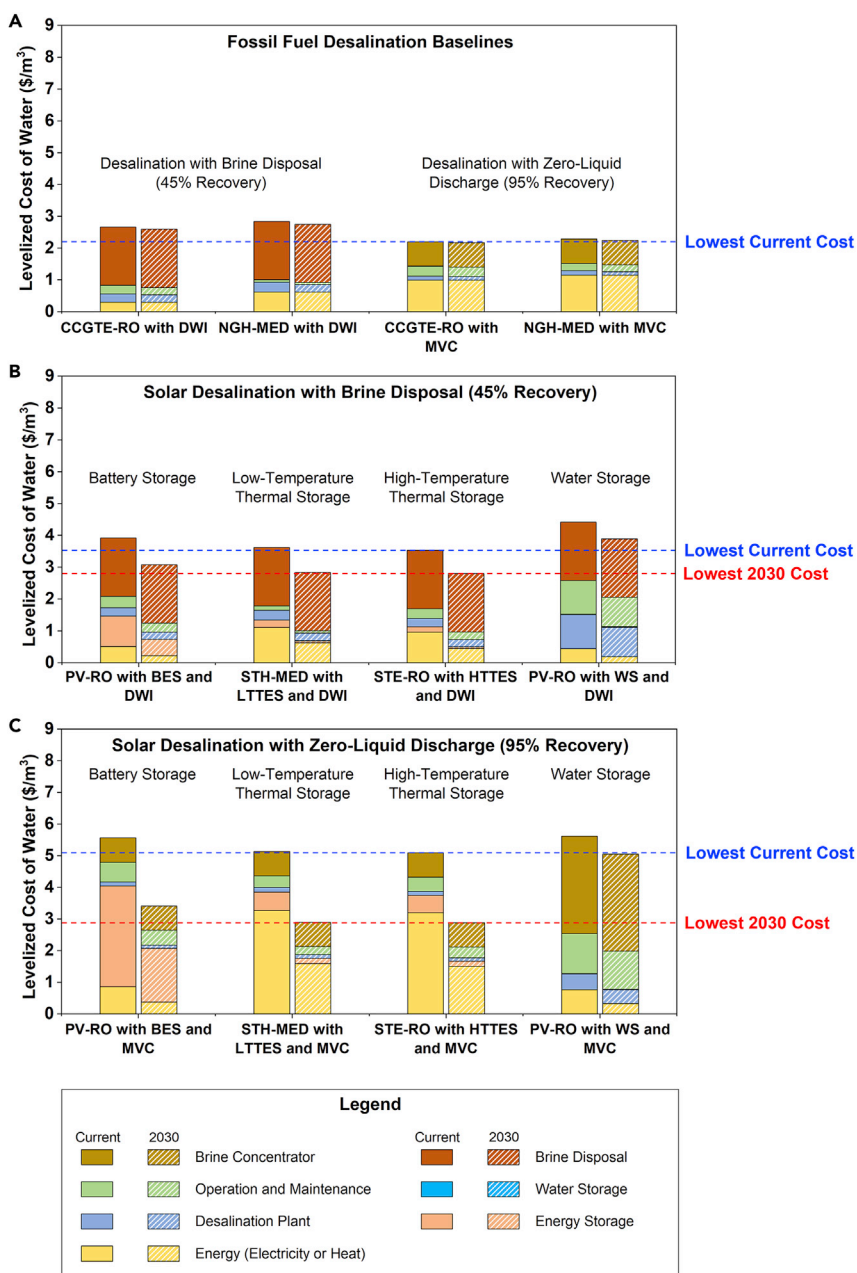 A
Fossil Fuel Desalination Baselines
Levelized Cost of Water ($/m³)
9
8
7
6
5
4
3
2
1
0
Desalination with Brine Disposal
(45% Recovery)
Desalination with Zero-Liquid
Discharge (95% Recovery)
Lowest Current Cost
CCGTE-RO with DWI
NGH-MED with DWI
CCGTE-RO with
MVC
NGH-MED with MVC
B
Solar Desalination with Brine Disposal (45% Recovery)
Levelized Cost of Water ($/m³)
9
8
7
6
5
4
3
2
1
0
Battery Storage
Low-Temperature
Thermal Storage
High-Temperature
Thermal Storage
Water Storage
Lowest Current Cost
Lowest 2030 Cost
PV-RO with BES and
DWI
STH-MED with
LTTES and DWI
STE-RO with HTTES
and DWI
PV-RO with WS and
DWI
C
Solar Desalination with Zero-Liquid Discharge (95% Recovery)
Levelized Cost of Water ($/m³)
9
8
7
6
5
4
3
2
1
0
Battery Storage
Low-Temperature
Thermal Storage
High-Temperature
Thermal Storage
Water Storage
Lowest Current Cost
Lowest 2030 Cost
PV-RO with BES and
MVC
STH-MED with
LTTES and MVC
STE-RO with HTTES
and MVC
PV-RO with WS and
MVC
Legend
Current 2030
Brine Concentrator
Operation and Maintenance
Desalination Plant
Energy (Electricity or Heat)
Current 2030
Brine Disposal
Water Storage
Energy Storage